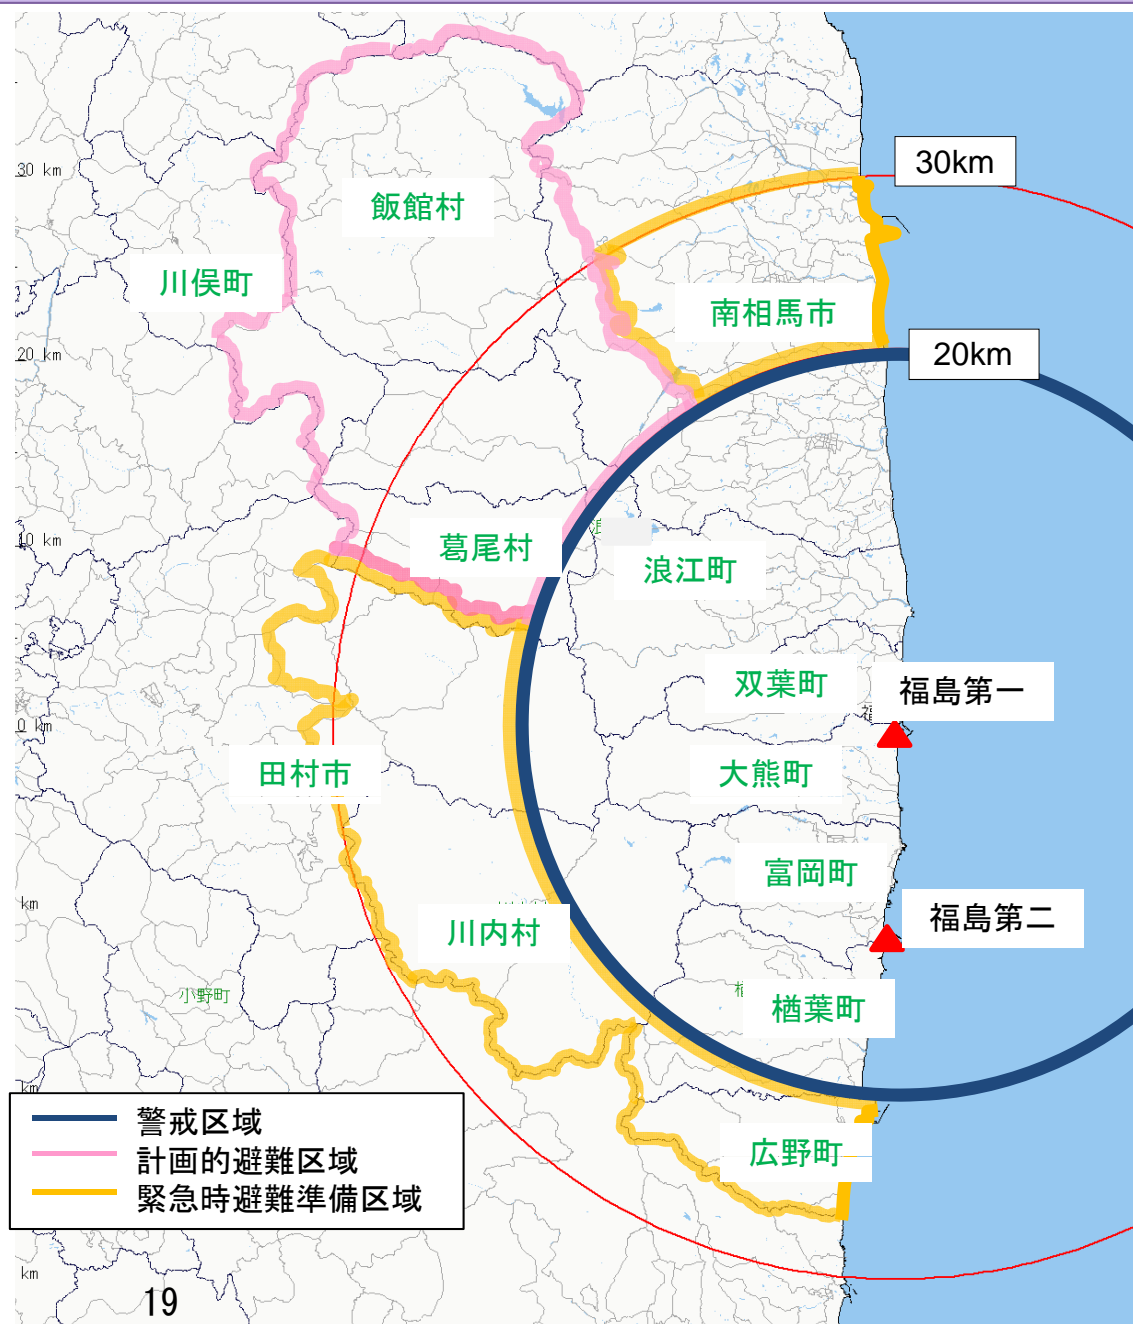 30km
30 km
飯館村
川俣町
南相馬市
20km
20 km
10 km
葛尾村
浪
浪江町
双葉町
福島第一
0 km
田村市
大熊町
富岡町
km
川内村
福島第二
小野町
楢葉町
km
警戒区域
計画的避難区域
緊急時避難準備区域
広野町
km
19